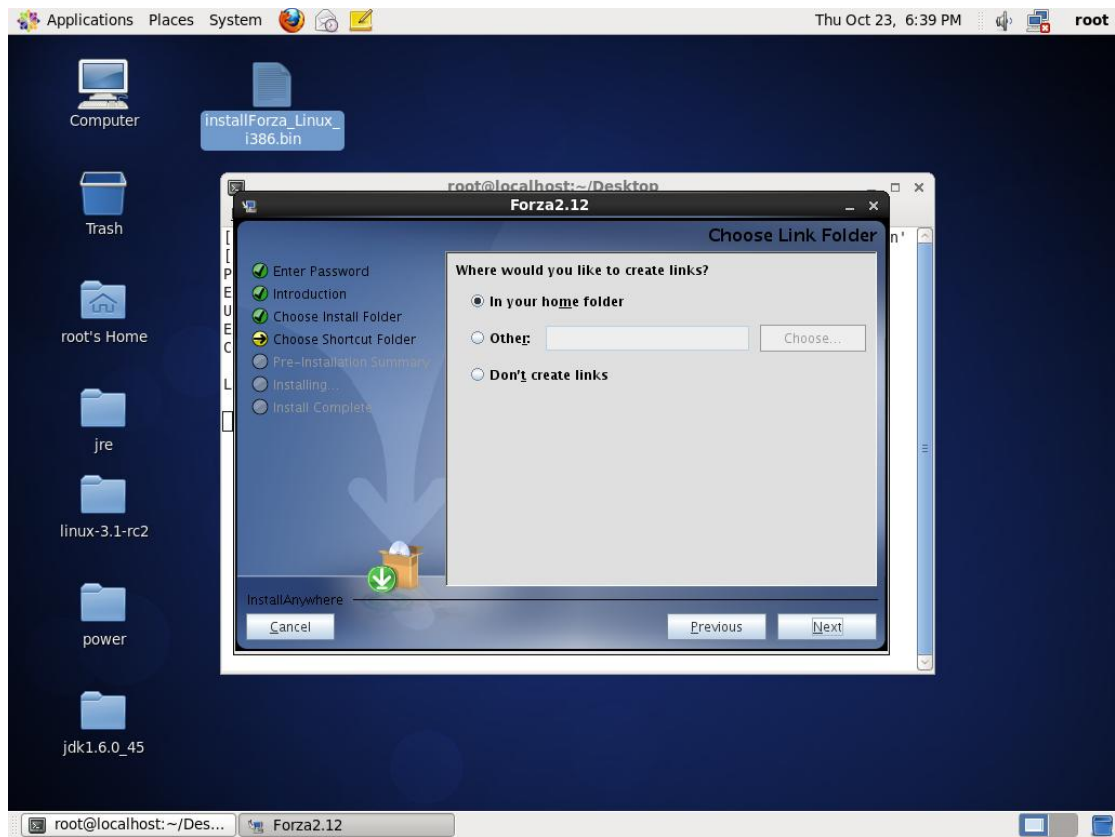 Applications Places System Thu Oct 23, 6:39 PM root
Computer
installForza_Linux_
i386.bin
Trash
root's Home
jre
linux-3.1-rc2
power
jdk1.6.0_45
root@localhost:~/Desktop
Forza2.12
Choose Link Folder
[ n'
[
P
E
U
E
C
L
Enter Password
Introduction
Choose Install Folder
Choose Shortcut Folder
Pre-Installation Summary
Installing...
Install Complete
Where would you like to create links?
In your home folder
Other: Choose...
Don't create links
InstallAnywhere
Cancel Previous Next
root@localhost:~/Des... Forza2.12